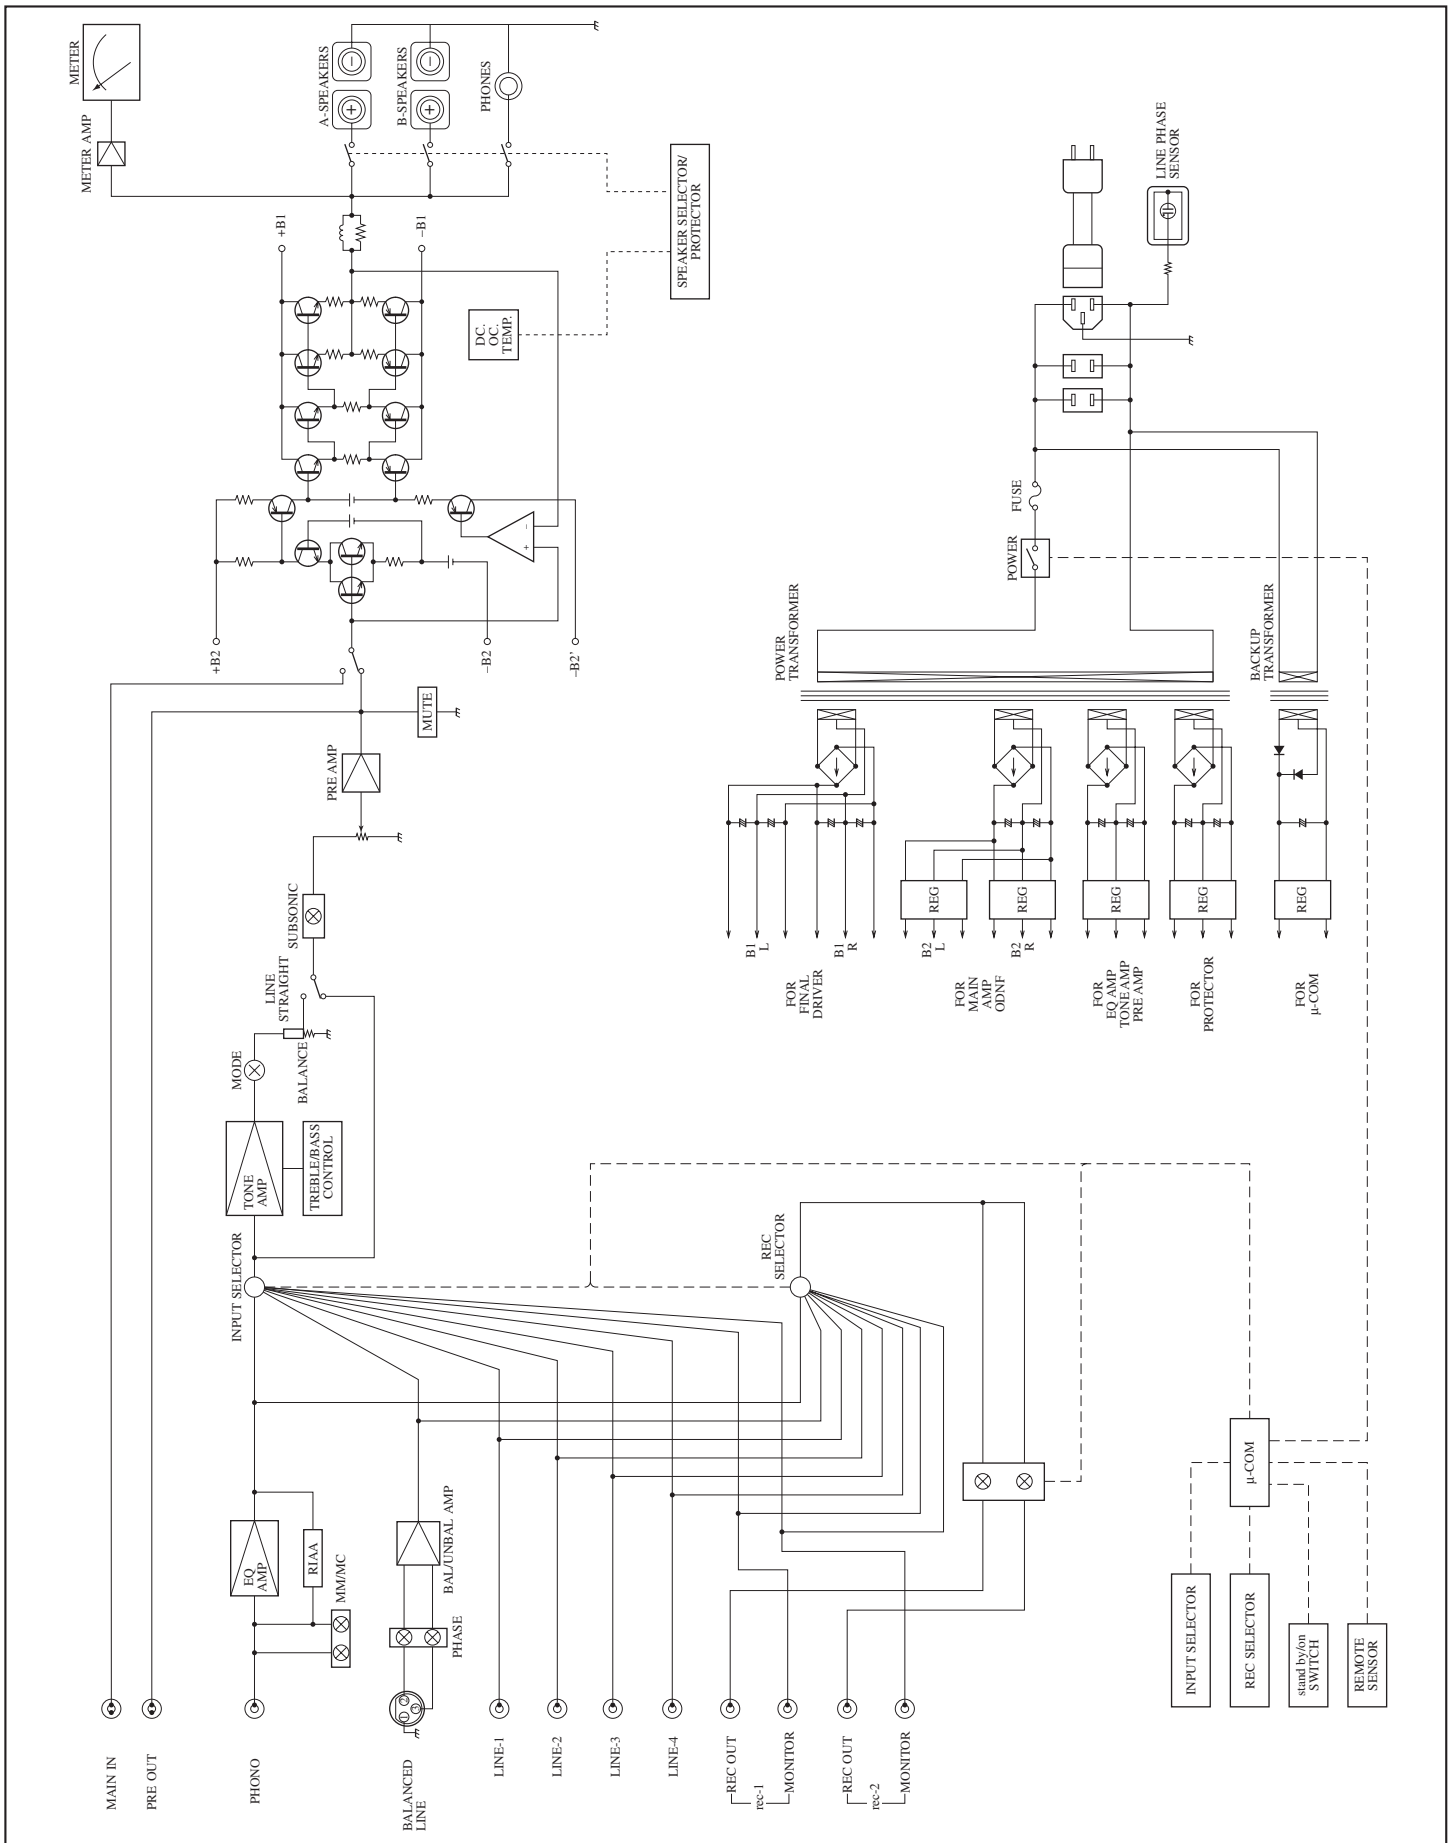 MAIN IN
PRE OUT
PHONO
BALANCED
LINE
LINE-1
LINE-2
LINE-3
LINE-4
REC OUT
rec-1
MONITOR
REC OUT
rec-2
MONITOR
1
2
3
EQ
AMP
RIAA
MM/MC
PHASE
BAL/UNBAL AMP
INPUT SELECTOR
REC
SELECTOR
TONE
AMP
TREBLE/BASS
CONTROL
MODE
BALANCE
LINE
STRAIGHT
SUBSONIC
PRE AMP
MUTE
+B2
–B2
–B2'
+
–
+B1
–B1
DC.
OC.
TEMP.
SPEAKER SELECTOR/
PROTECTOR
METER AMP
METER
A-SPEAKERS
+
–
B-SPEAKERS
+
–
PHONES
INPUT SELECTOR
REC SELECTOR
stand by/on
SWITCH
REMOTE
SENSOR
µ-COM
FOR
FINAL
DRIVER
B1
L
B1
R
FOR
MAIN
AMP
ODNF
B2
L
B2
R
FOR
EQ AMP
TONE AMP
PRE AMP
FOR
PROTECTOR
FOR
µ-COM
REG
REG
REG
REG
REG
POWER
TRANSFORMER
BACKUP
TRANSFORMER
POWER
FUSE
LINE PHASE
SENSOR